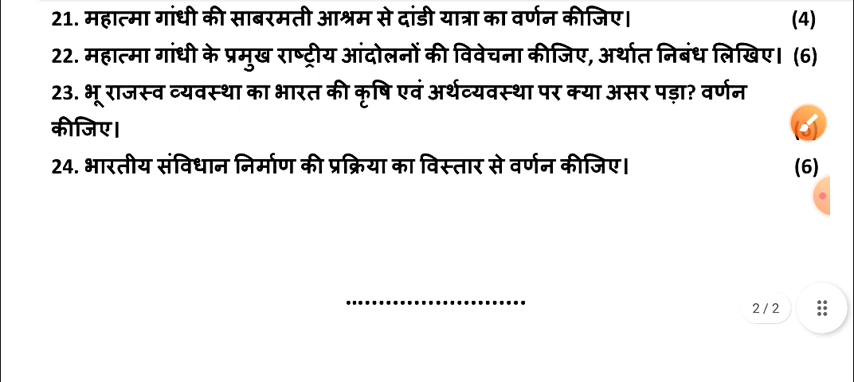 21. महात्मा गांधी की साबरमती आश्रम से दांडी यात्रा का वर्णन कीजिए। (4)
22. महात्मा गांधी के प्रमुख राष्ट्रीय आंदोलनों की विवेचना कीजिए, अर्थात निबंध लिखिए। (6)
23. भू राजस्व व्यवस्था का भारत की कृषि एवं अर्थव्यवस्था पर क्या असर पड़ा? वर्णन
कीजिए।
24. भारतीय संविधान निर्माण की प्रक्रिया का विस्तार से वर्णन कीजिए। (6)
...........................
2 / 2